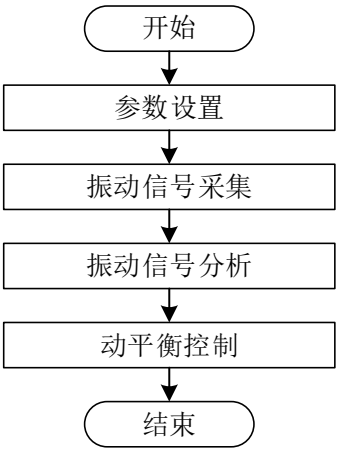 开始
参数设置
振动信号采集
振动信号分析
动平衡控制
结束